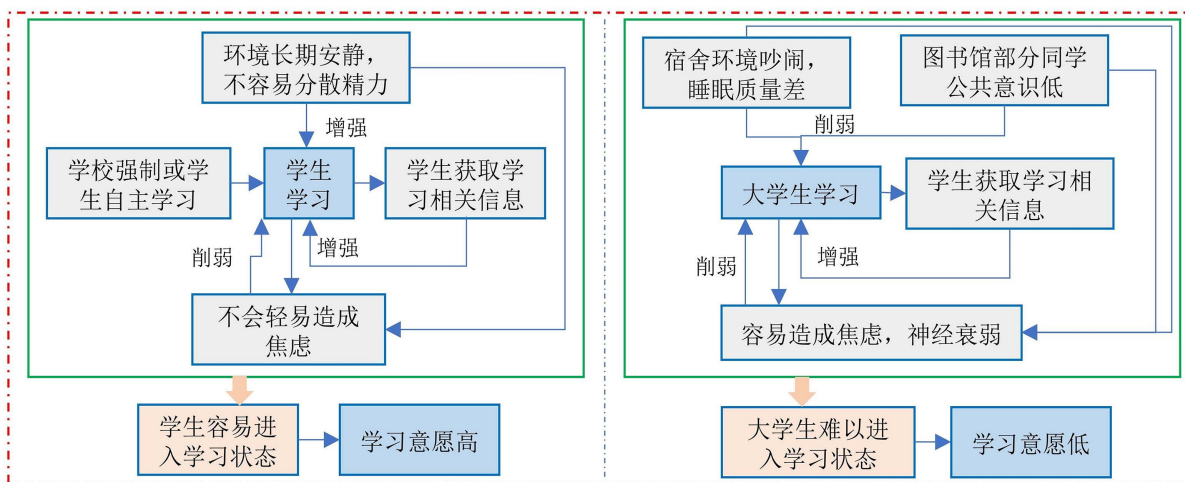 环境长期安静，
不容易分散精力
增强
学校强制或学
生自主学习
学生
学习
学生获取学
习相关信息
增强
削弱
不会轻易造成
焦虑
学生容易进
入学习状态
学习意愿高
宿舍环境吵闹，
睡眠质量差
图书馆部分同学
公共意识低
削弱
大学生学习
学生获取学习相
关信息
增强
削弱
容易造成焦虑，神经衰弱
大学生难以进
入学习状态
学习意愿低